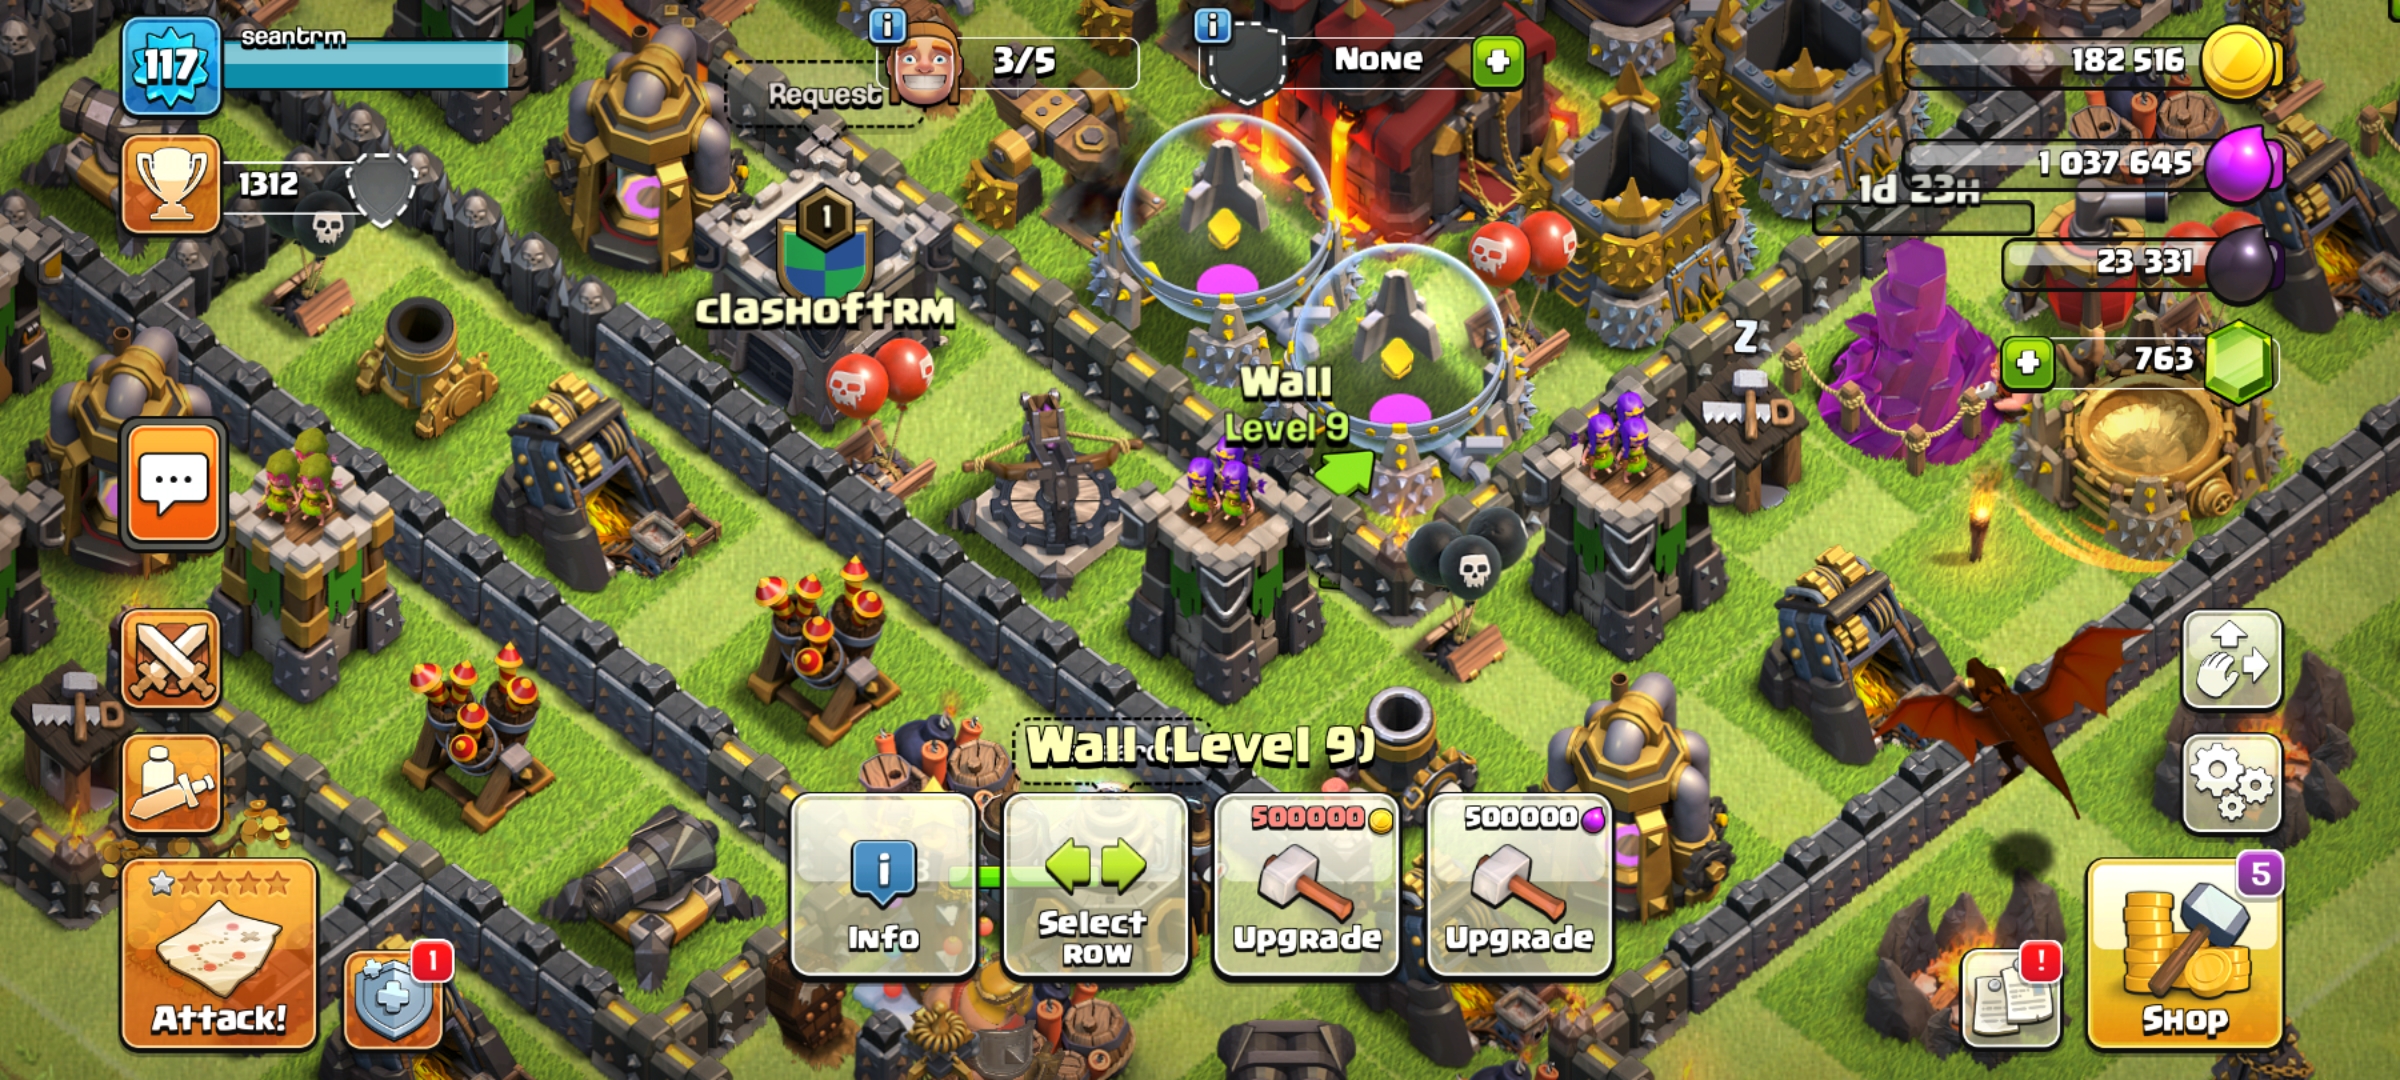 117
seantrm
3/5
None
182 516
Request
1312
1
1 037 645
1d 23h
23 331
clashoftrm
763
Z
Wall
Level 9
Wall (Level 9)
500000
500000
Info
Select
Row
Upgrade
Upgrade
5
1
!
Attack!
Shop